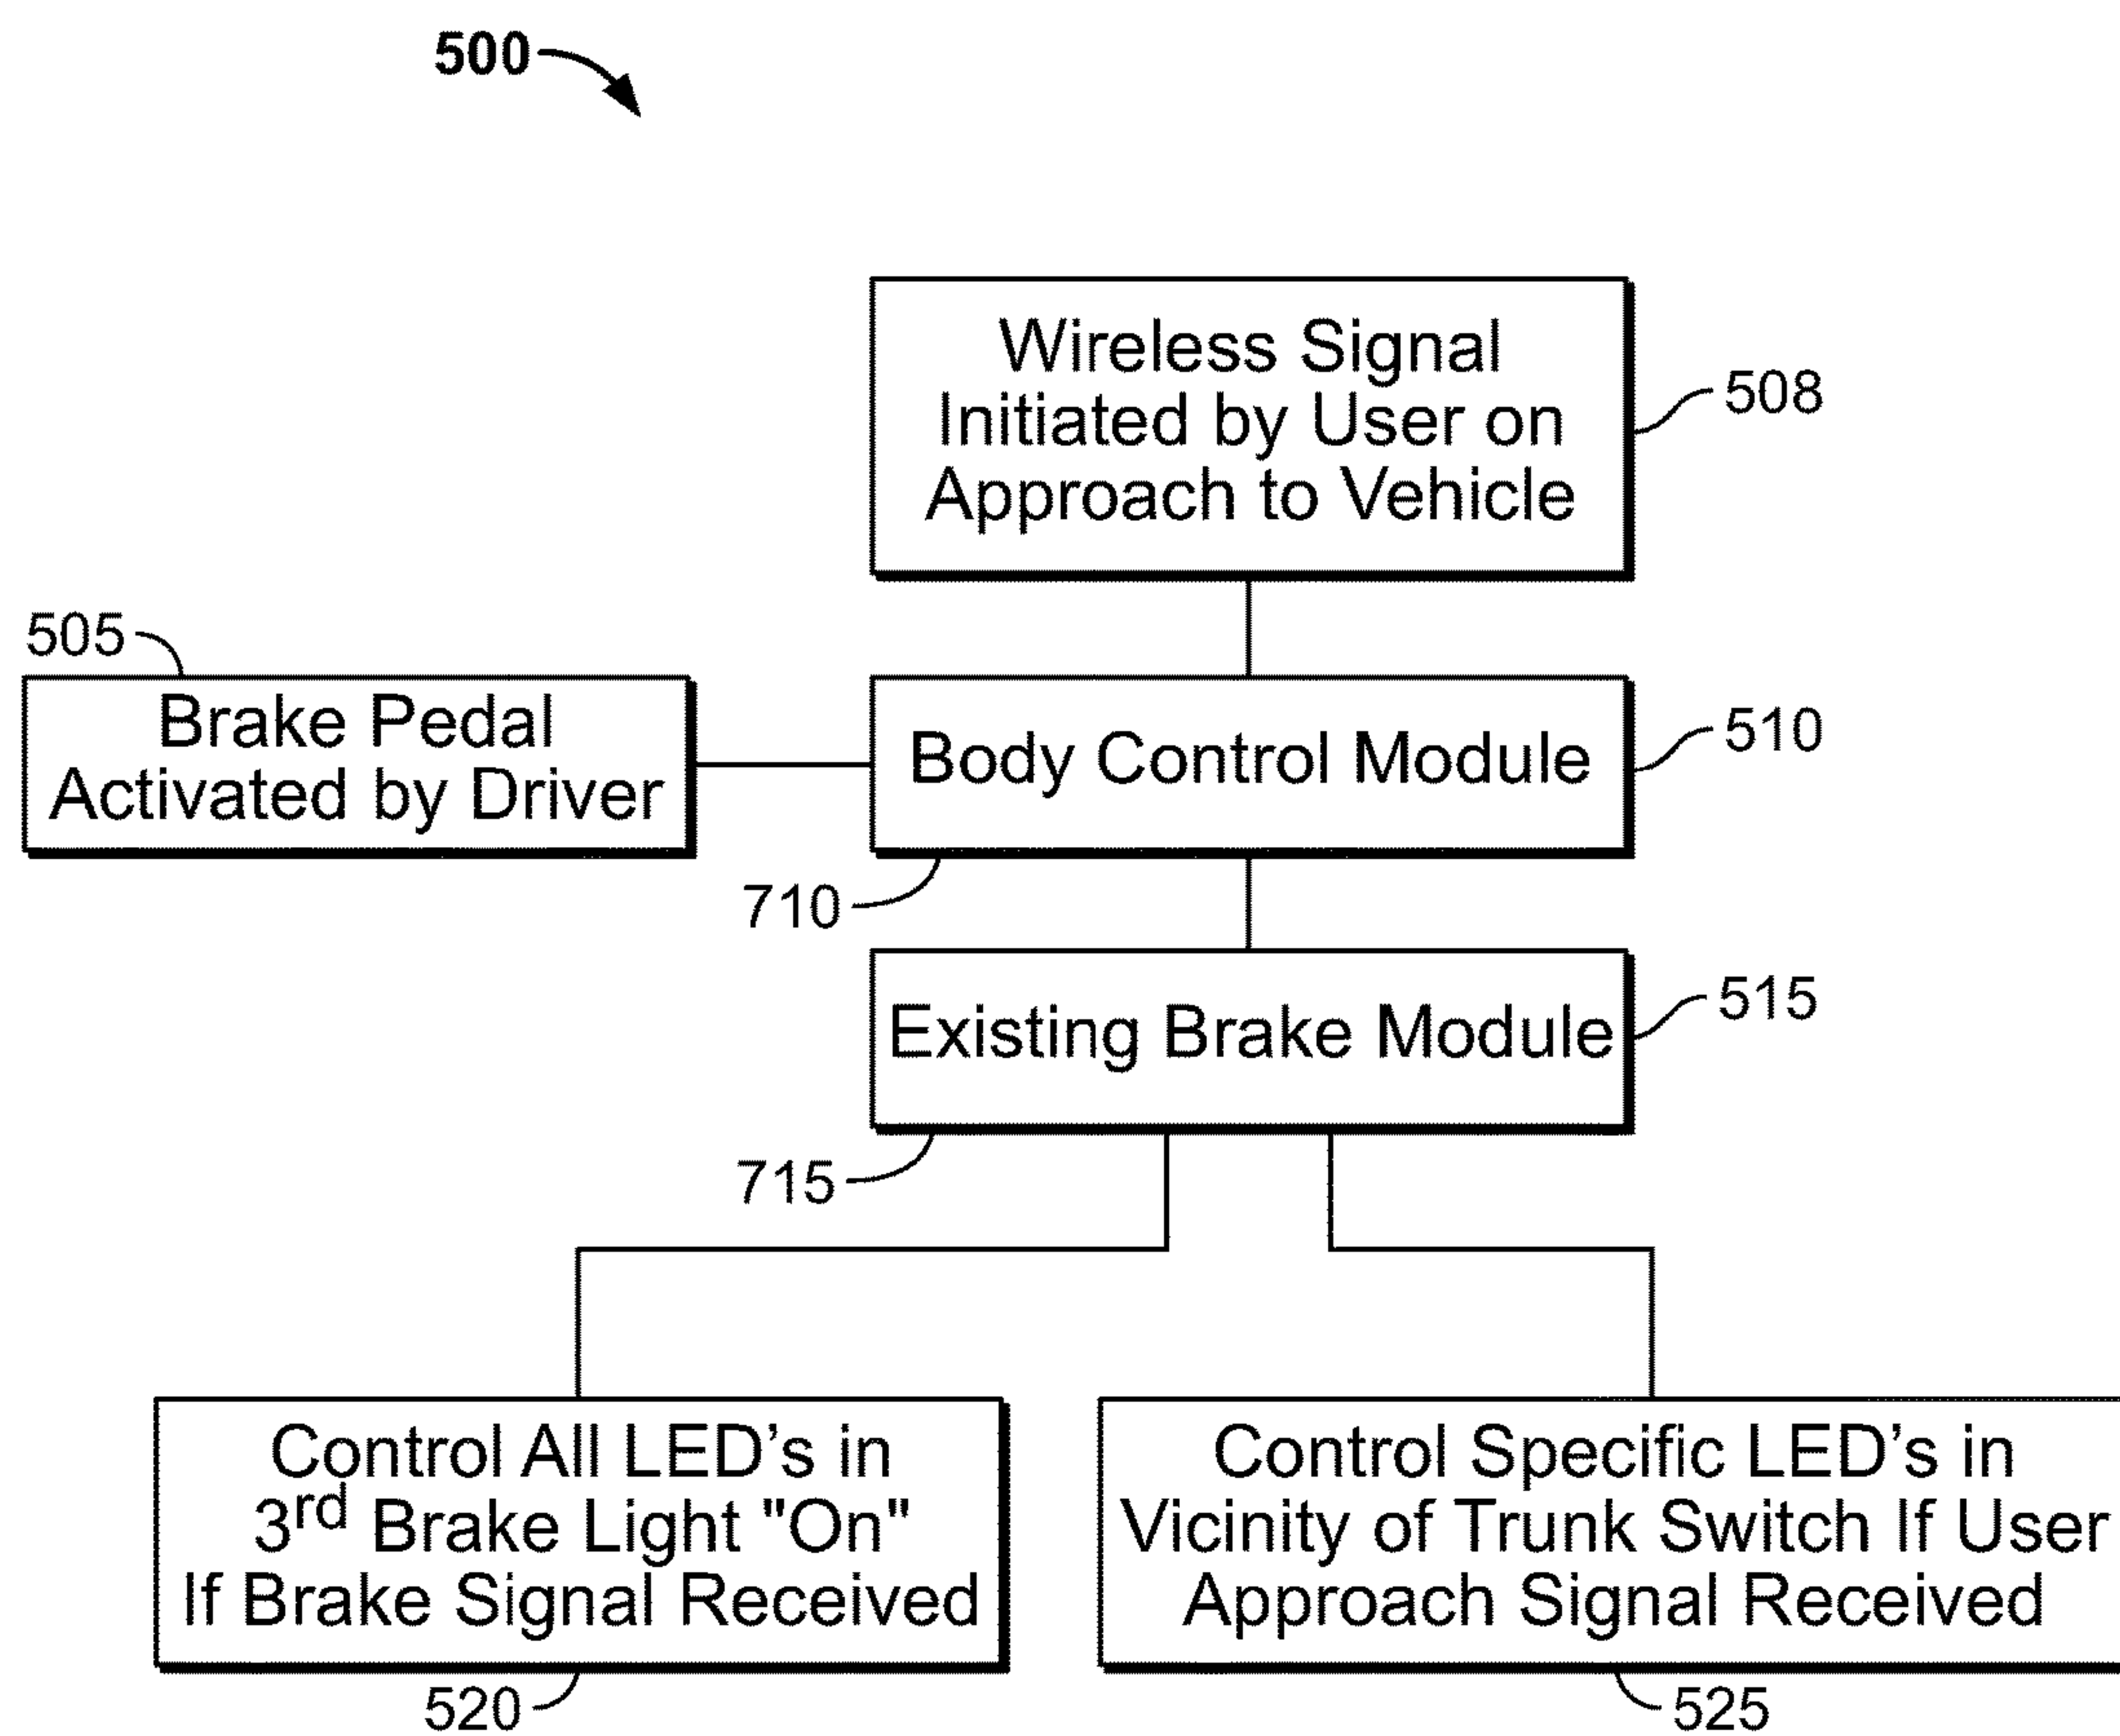 500
Wireless Signal
Initiated by User on
Approach to Vehicle
508
505
Brake Pedal
Activated by Driver
Body Control Module
510
710
Existing Brake Module
515
715
Control All LED’s in
3rd Brake Light "On"
If Brake Signal Received
520
Control Specific LED’s in
Vicinity of Trunk Switch If User
Approach Signal Received
525